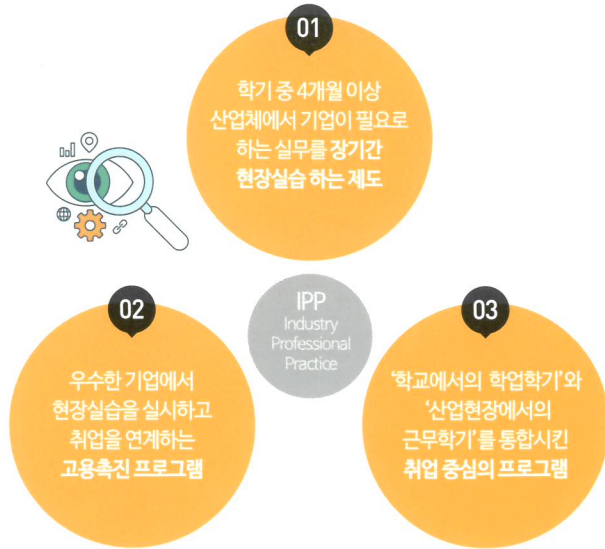 01
학기 중 4개월 이상
산업체에서 기업이 필요로
하는 실무를 장기간
현장실습 하는 제도
IPP
Industry
Professional
Practice
02
우수한 기업에서
현장실습을 실시하고
취업을 연계하는
고용촉진 프로그램
03
'학교에서의 학업학기'와
'산업현장에서의
근무학기'를 통합시킨
취업 중심의 프로그램